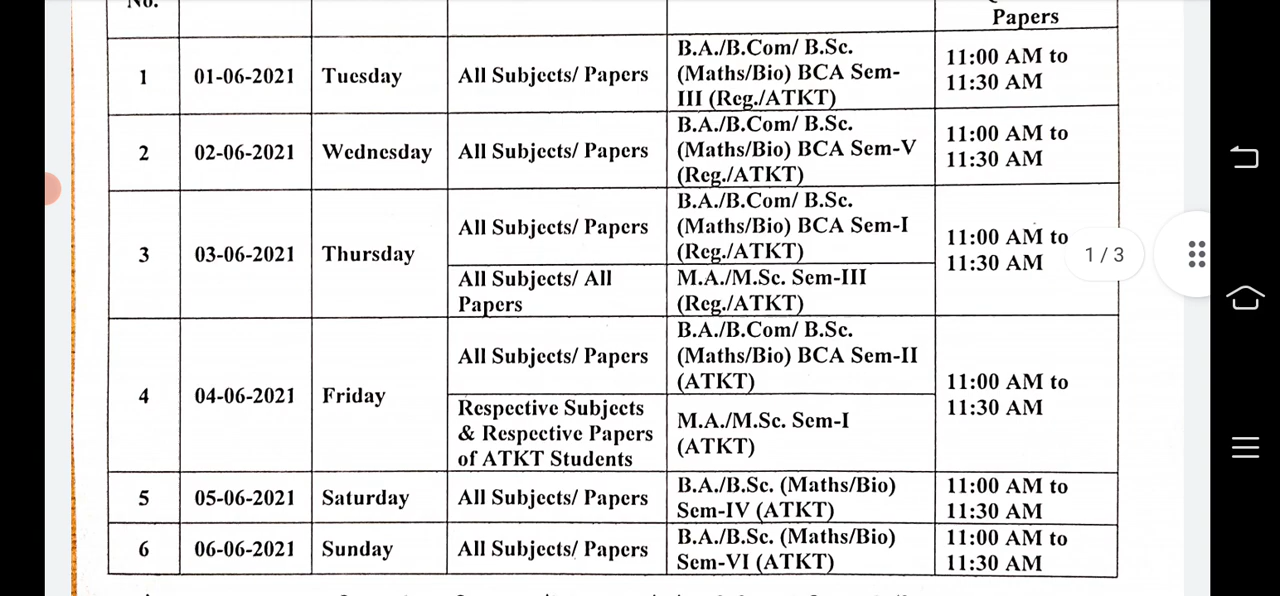 No.
Papers
1
01-06-2021
Tuesday
All Subjects/ Papers
B.A./B.Com/ B.Sc.
(Maths/Bio) BCA Sem-
III (Reg./ATKT)
11:00 AM to
11:30 AM
2
02-06-2021
Wednesday
All Subjects/ Papers
B.A./B.Com/ B.Sc.
(Maths/Bio) BCA Sem-V
(Reg./ATKT)
11:00 AM to
11:30 AM
3
03-06-2021
Thursday
All Subjects/ Papers
B.A./B.Com/ B.Sc.
(Maths/Bio) BCA Sem-I
(Reg./ATKT)
All Subjects/ All
Papers
M.A./M.Sc. Sem-III
(Reg./ATKT)
11:00 AM to
11:30 AM
1 / 3
4
04-06-2021
Friday
All Subjects/ Papers
B.A./B.Com/ B.Sc.
(Maths/Bio) BCA Sem-II
(ATKT)
Respective Subjects
& Respective Papers
of ATKT Students
M.A./M.Sc. Sem-I
(ATKT)
11:00 AM to
11:30 AM
5
05-06-2021
Saturday
All Subjects/ Papers
B.A./B.Sc. (Maths/Bio)
Sem-IV (ATKT)
11:00 AM to
11:30 AM
6
06-06-2021
Sunday
All Subjects/ Papers
B.A./B.Sc. (Maths/Bio)
Sem-VI (ATKT)
11:00 AM to
11:30 AM